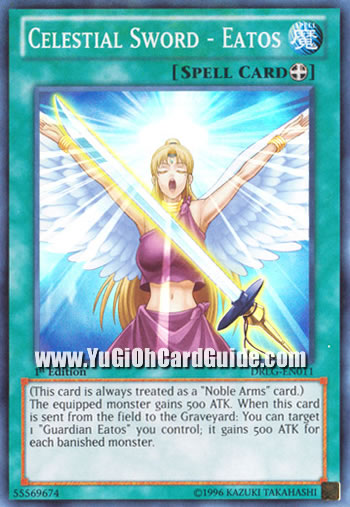 CELESTIAL SWORD - EATOS 魔
[SPELL CARD]
www.YuGiOhCardGuide.com
1st Edition DRLG-EN011
(This card is always treated as a "Noble Arms" card.)
The equipped monster gains 500 ATK. When this card
is sent from the field to the Graveyard: You can target
1 "Guardian Eatos" you control; it gains 500 ATK for
each banished monster.
55569674 ©1996 KAZUKI TAKAHASHI